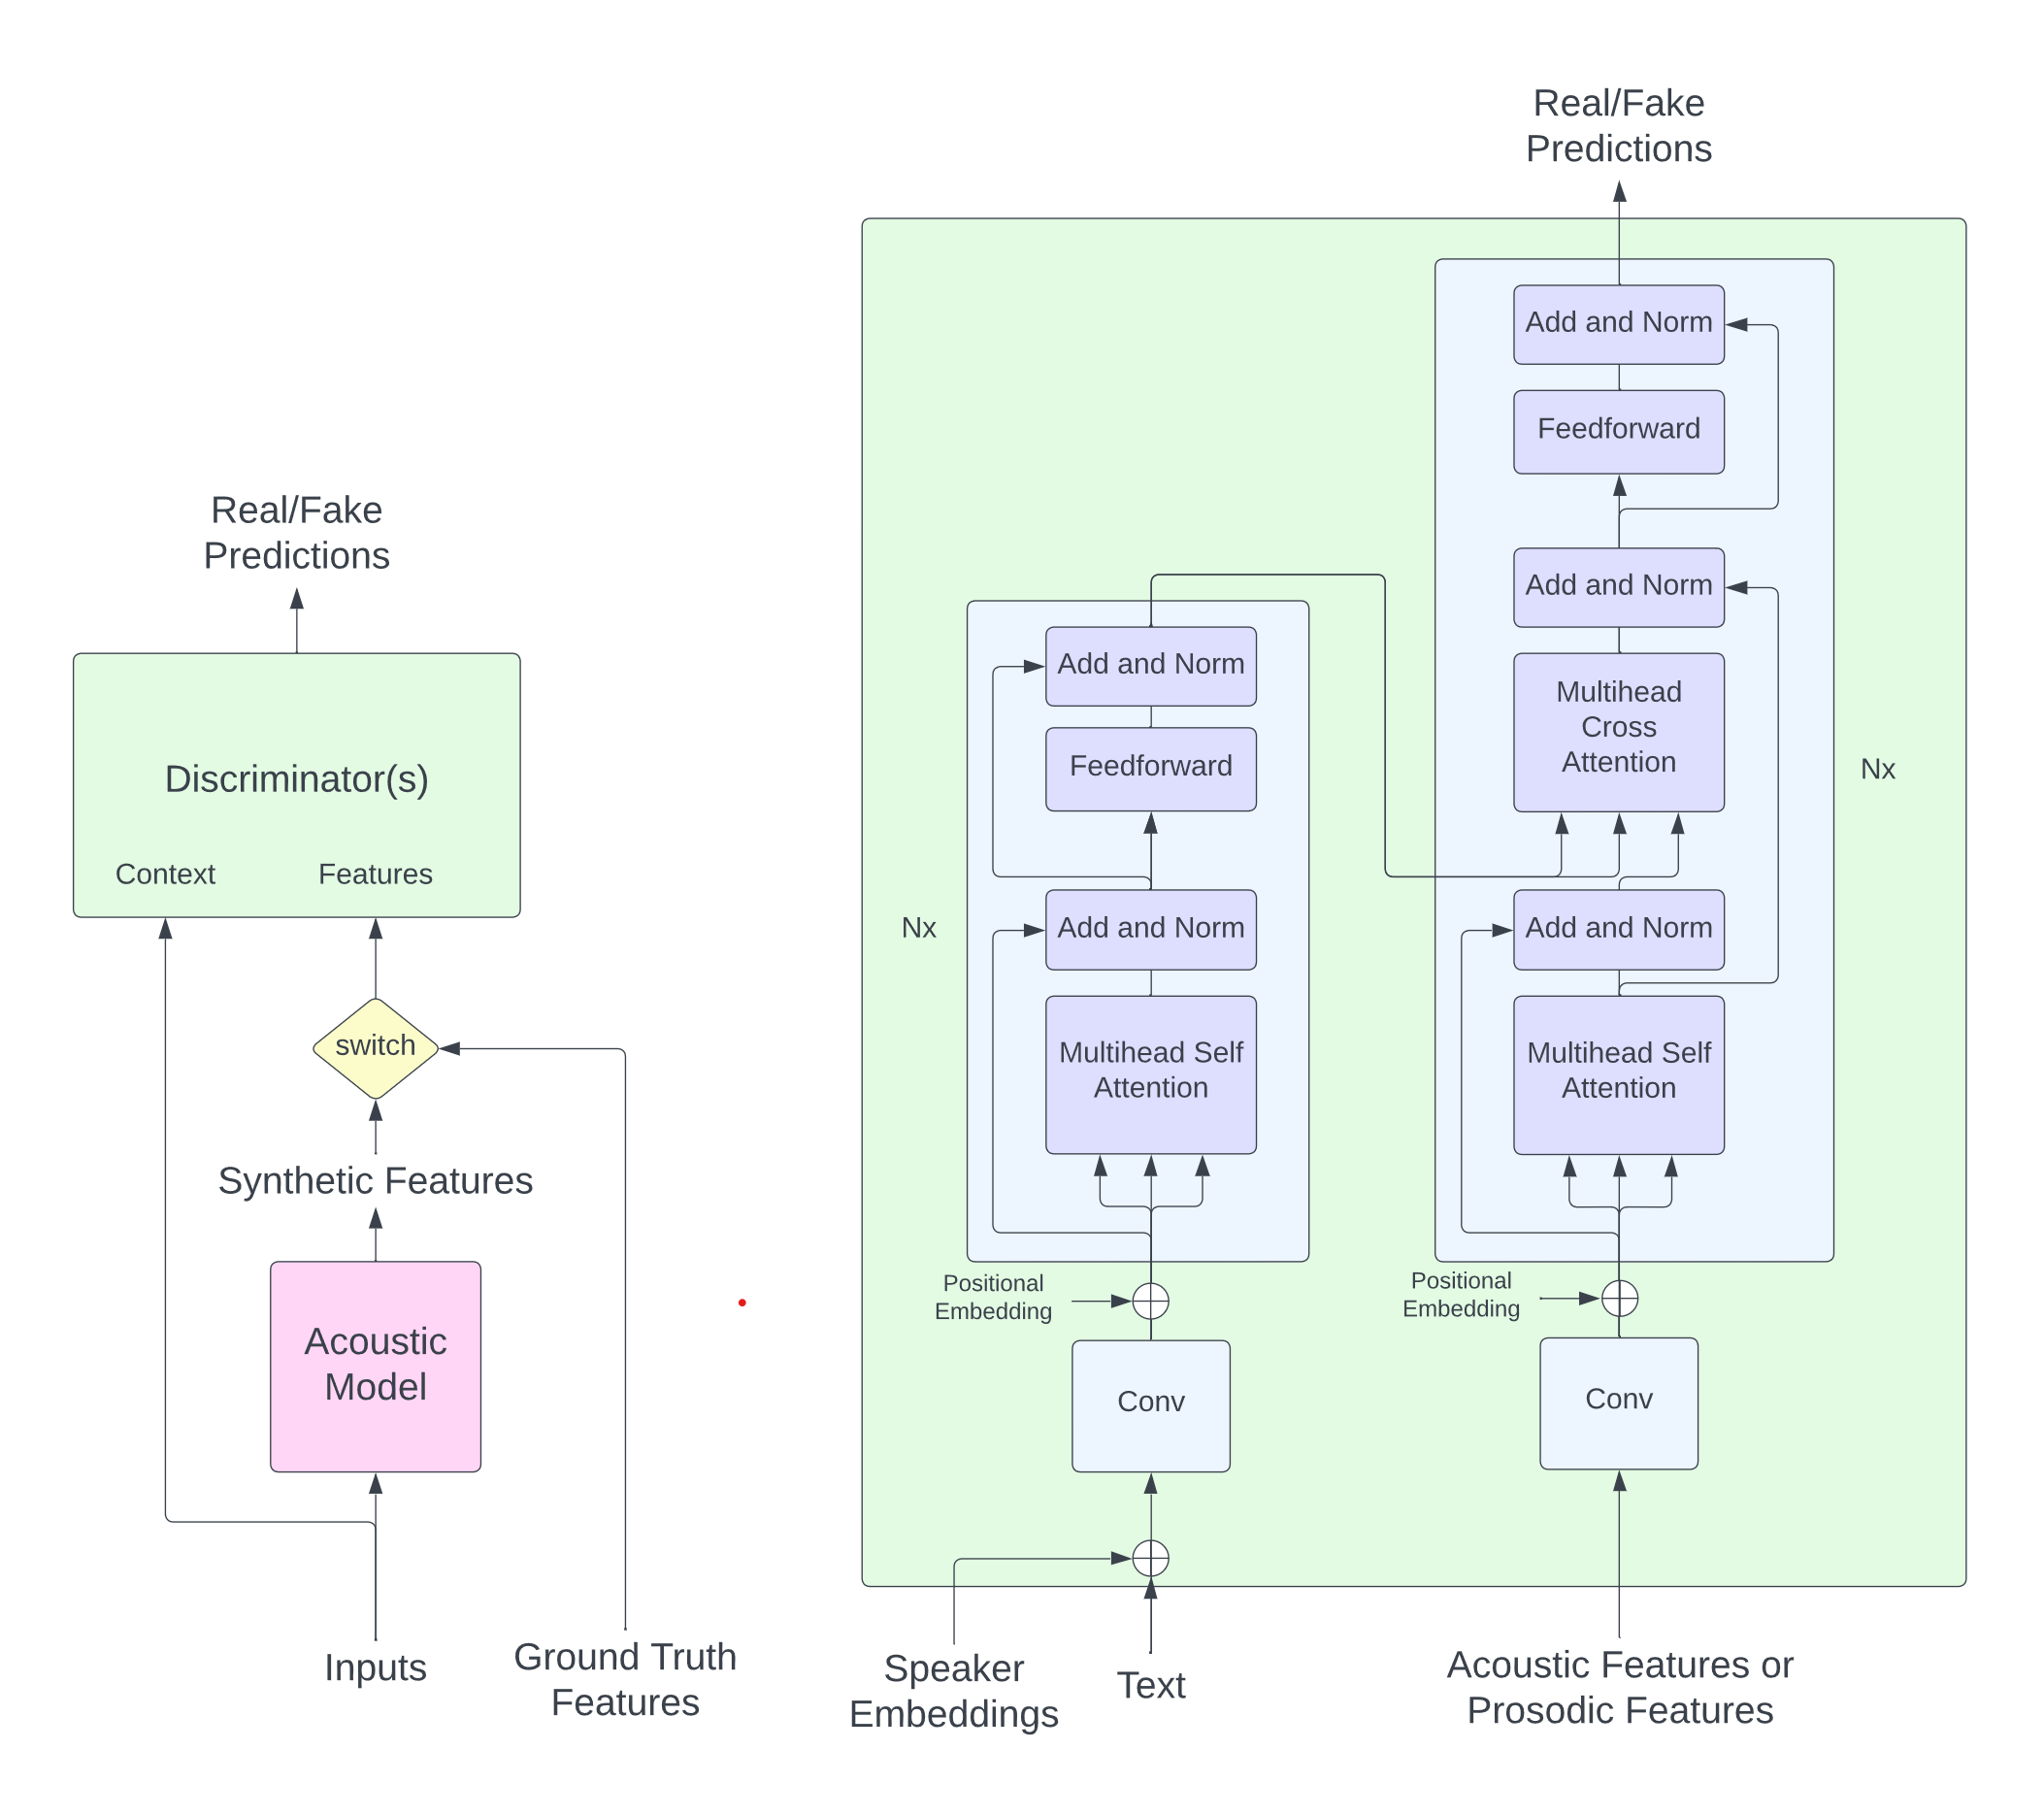 Real/Fake
Predictions
Discriminator(s)
Context
Features
switch
Synthetic Features
Acoustic
Model
Inputs
Ground Truth
Features
Real/Fake
Predictions
Add and Norm
Feedforward
Add and Norm
Multihead
Cross
Attention
Nx
Add and Norm
Multihead Self
Attention
Positional
Embedding
Conv
Acoustic Features or
Prosodic Features
Add and Norm
Feedforward
Nx
Add and Norm
Multihead Self
Attention
Positional
Embedding
Conv
Speaker
Embeddings
Text